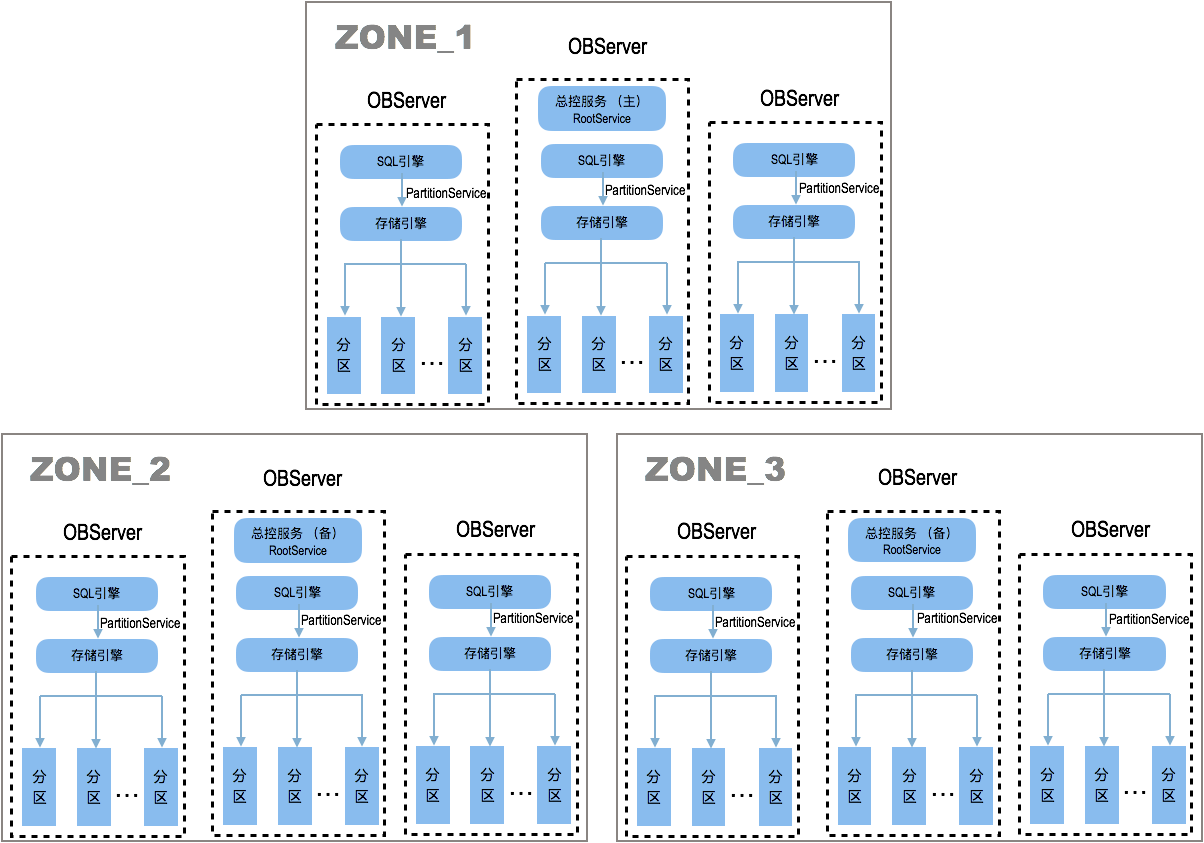 ZONE_1
OBServer
总控服务 （主）
RootService
SQL引擎
PartitionService
存储引擎
分
区
分
区
...
分
区
OBServer
SQL引擎
PartitionService
存储引擎
分
区
分
区
...
分
区
OBServer
SQL引擎
PartitionService
存储引擎
分
区
分
区
...
分
区
ZONE_2
OBServer
总控服务 （备）
RootService
SQL引擎
PartitionService
存储引擎
分
区
分
区
...
分
区
OBServer
SQL引擎
PartitionService
存储引擎
分
区
分
区
...
分
区
OBServer
SQL引擎
PartitionService
存储引擎
分
区
分
区
...
分
区
ZONE_3
OBServer
总控服务 （备）
RootService
SQL引擎
PartitionService
存储引擎
分
区
分
区
...
分
区
OBServer
SQL引擎
PartitionService
存储引擎
分
区
分
区
...
分
区
OBServer
SQL引擎
PartitionService
存储引擎
分
区
分
区
...
分
区